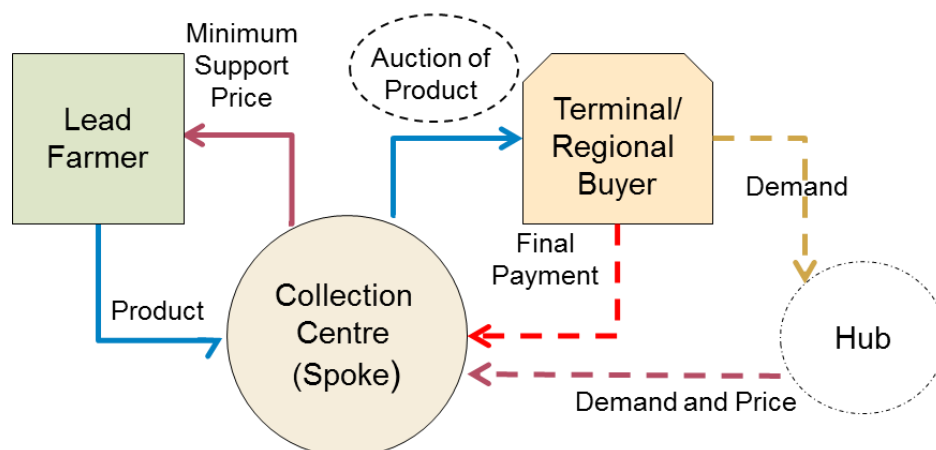 Minimum
Support
Price
Auction of
Product
Lead
Farmer
Terminal/
Regional
Buyer
Demand
Final
Payment
Product
Collection
Centre
(Spoke)
Hub
Demand and Price